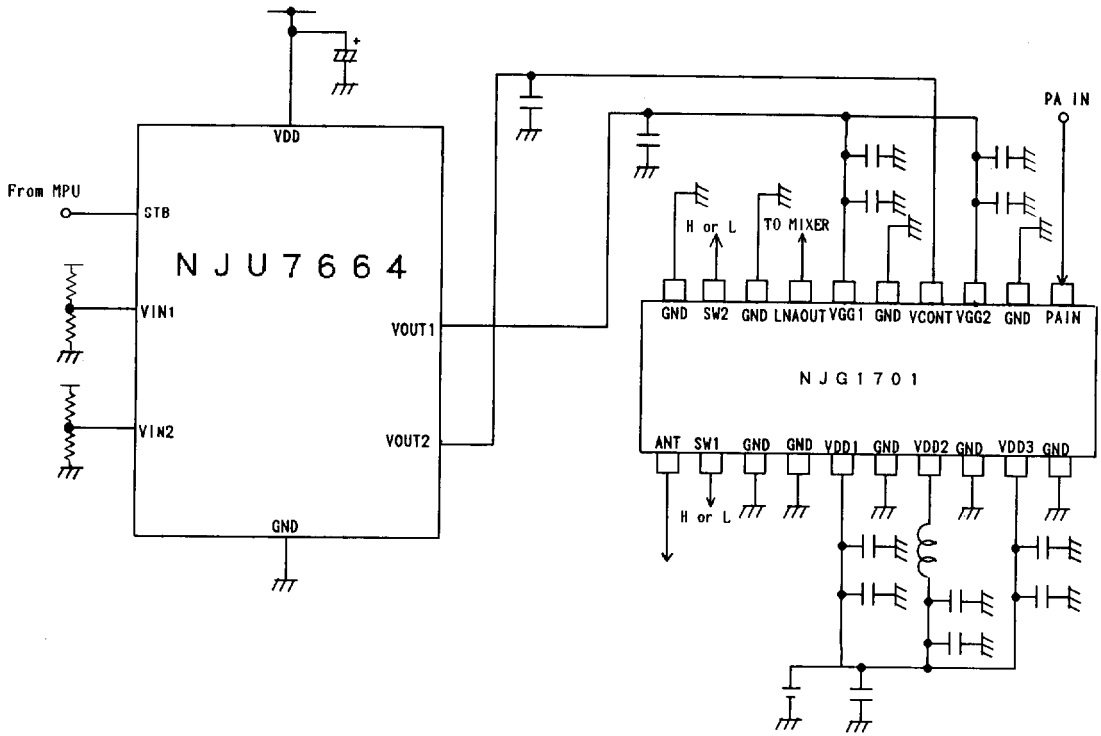 +
VDD
PA IN
From MPU
STB
H or L
TO MIXER
NJU7664
VIN1
GND SW2 GND LNAOUT VGG1 GND VCONT VGG2 GND PAIN
VOUT1
NJG1701
VIN2
VOUT2
ANT SW1 GND GND VDD1 GND VDD2 GND VDD3 GND
H or L
GND